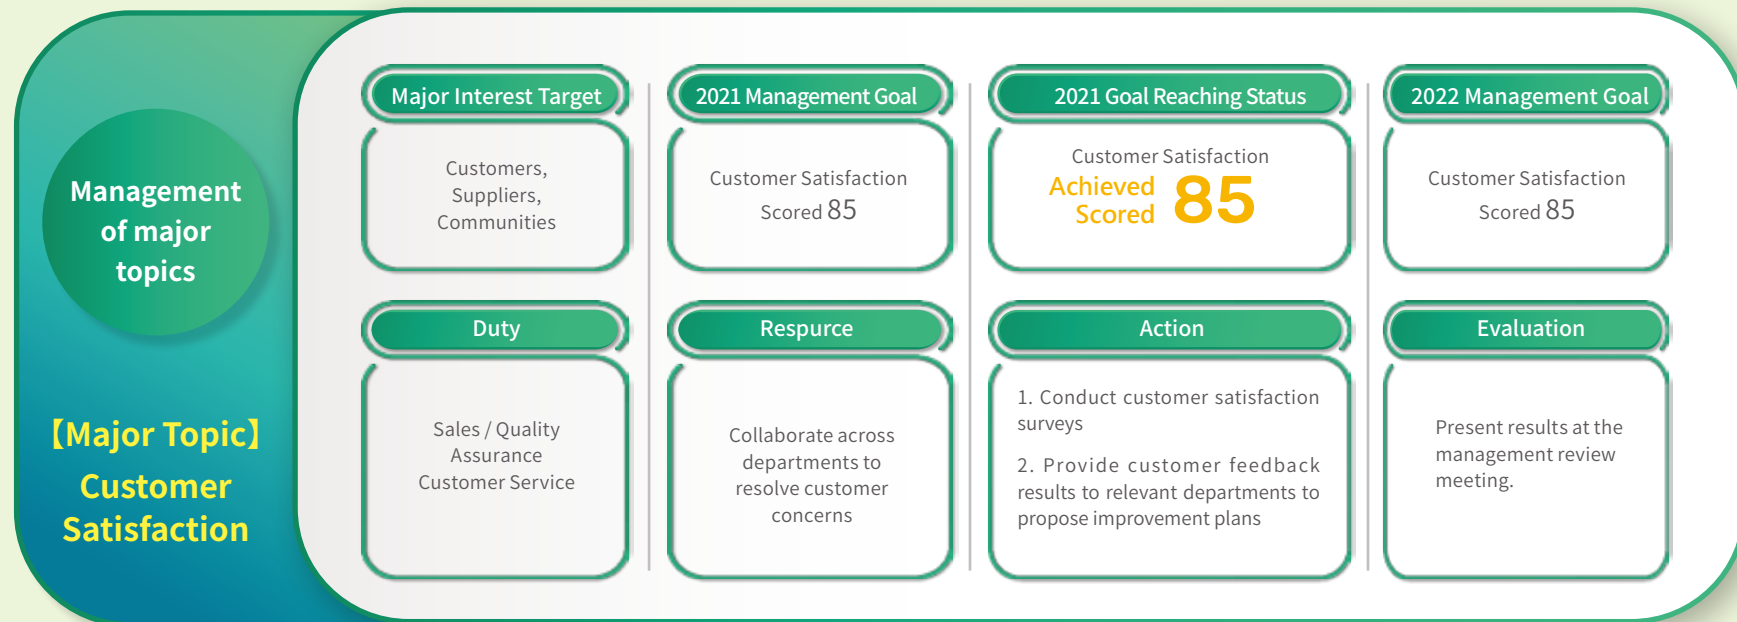 Management
of major
topics
【Major Topic】
Customer
Satisfaction
Major Interest Target
Customers,
Suppliers,
Communities
2021 Management Goal
Customer Satisfaction
Scored 85
2021 Goal Reaching Status
Customer Satisfaction
Achieved
Scored
85
2022 Management Goal
Customer Satisfaction
Scored 85
Duty
Sales / Quality
Assurance
Customer Service
Respurce
Collaborate across
departments to
resolve customer
concerns
Action
1. Conduct customer satisfaction
surveys
2. Provide customer feedback
results to relevant departments to
propose improvement plans
Evaluation
Present results at the
management review
meeting.